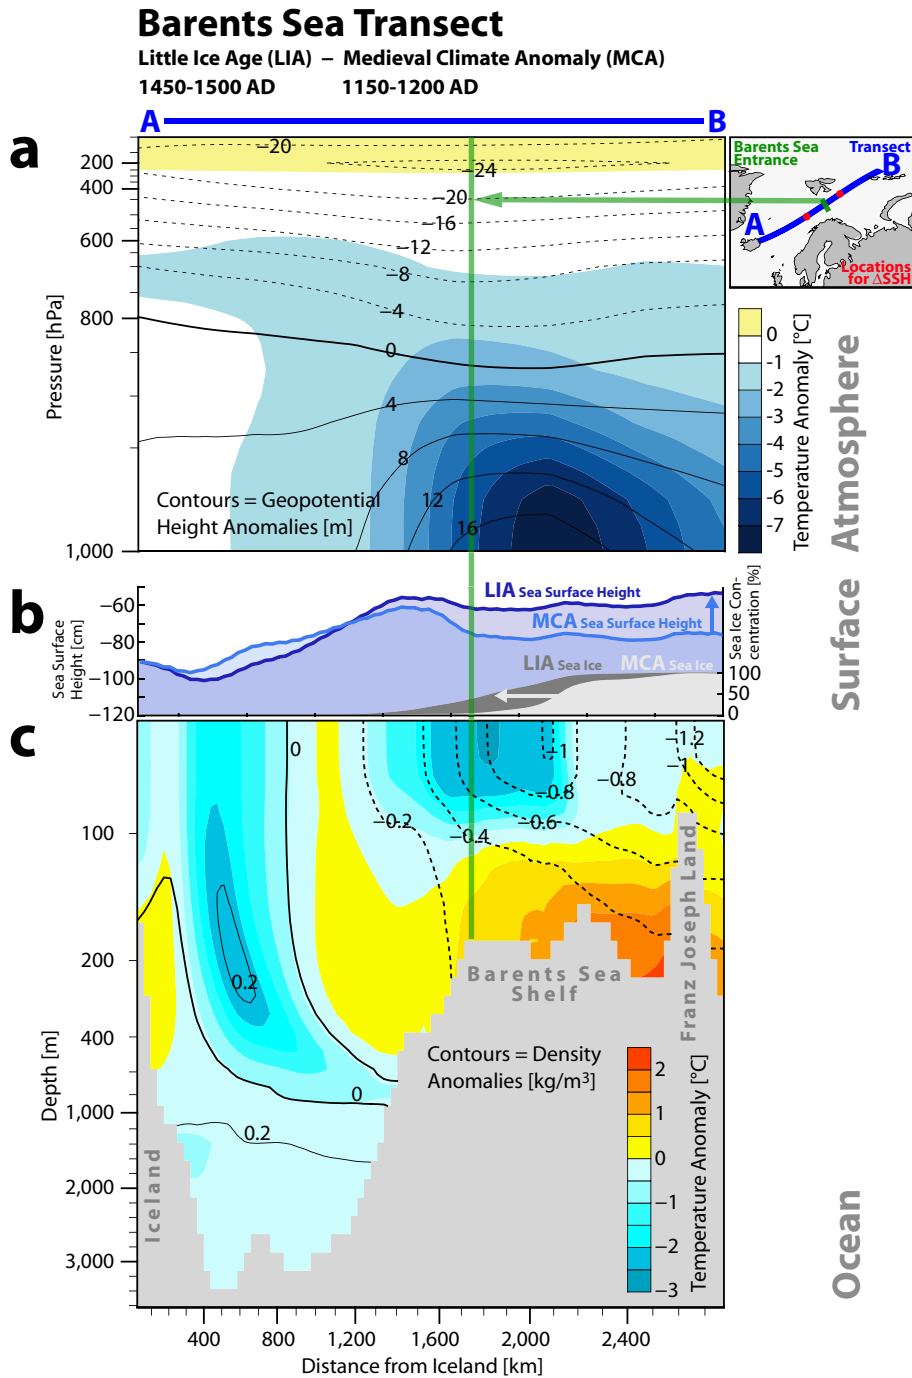 Barents Sea Transect
Little Ice Age (LIA) – Medieval Climate Anomaly (MCA)
1450-1500 AD 1150-1200 AD
A B
a
−20
−24
−20
−16
−12
−8
−4
0
4
8
12
16
200
400
600
800
1,000
Pressure [hPa]
Contours = Geopotential
Height Anomalies [m]
Barents Sea
Entrance
Transect
B
A
Locations
for ΔSSH
0
-1
-2
-3
-4
-5
-6
-7
Temperature Anomaly [°C]
Atmosphere
b
−60
−80
−100
−120
Sea Surface
Height [cm]
LIA Sea Surface Height
MCA Sea Surface Height
LIA Sea Ice
MCA Sea Ice
100
50
0
Sea Ice Con-
centration [%]
Surface
c
0
−1
−1.2
−1
−0.8
−0.8
−0.2
−0.4
−0.6
0.2
0
0.2
100
200
400
1,000
2,000
3,000
Depth [m]
Barents Sea
Shelf
Franz Joseph Land
Iceland
Contours = Density
Anomalies [kg/m³]
2
1
0
−1
−2
−3
Temperature Anomaly [°C]
Ocean
400 800 1,200 1,600 2,000 2,400
Distance from Iceland [km]